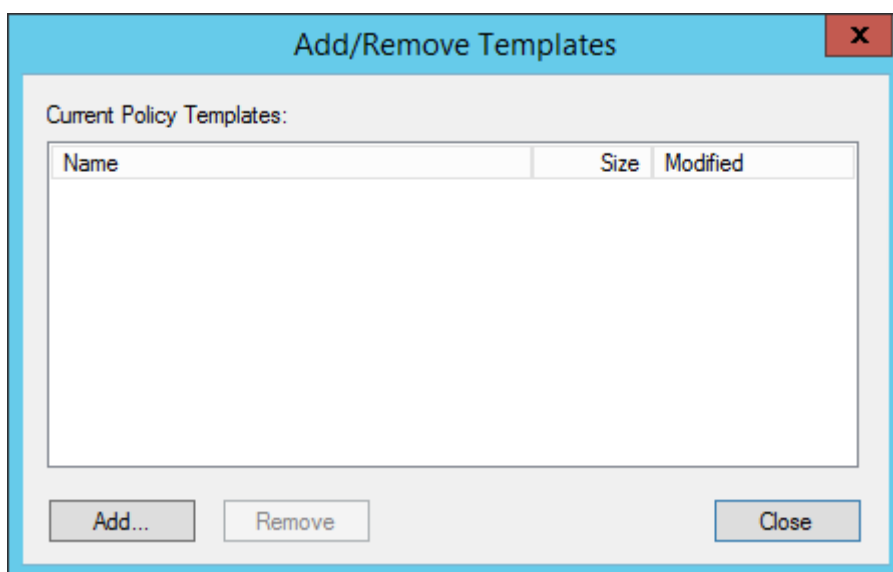 Add/Remove Templates
x
Current Policy Templates:
Name Size Modified
Add... Remove Close